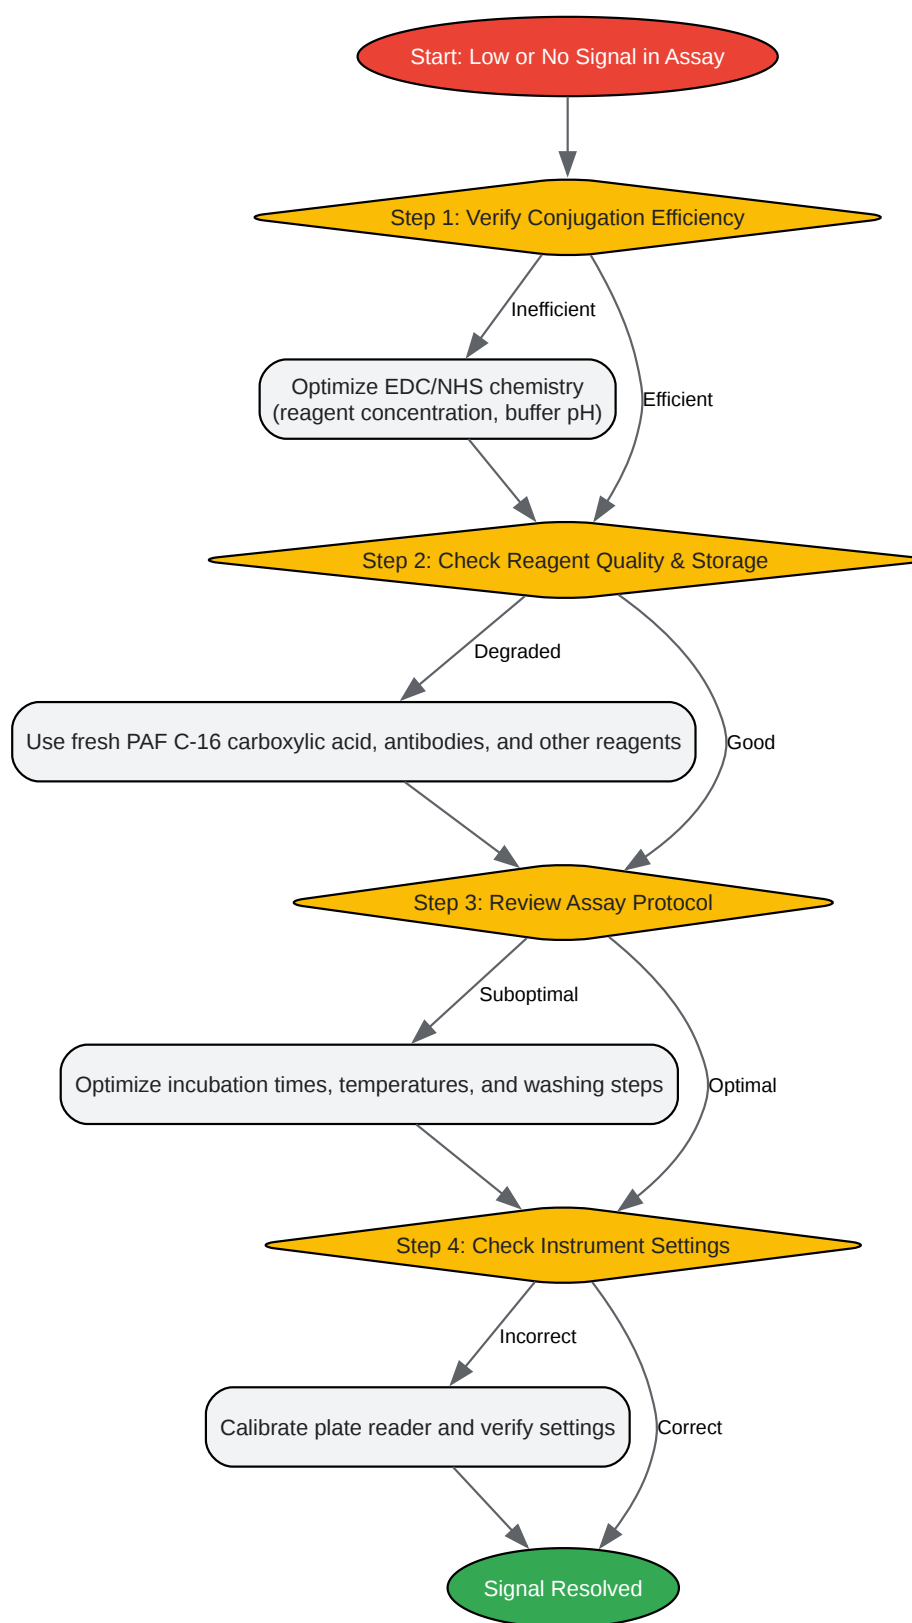 Start: Low or No Signal in Assay
Step 1: Verify Conjugation Efficiency
Inefficient
Optimize EDC/NHS chemistry
(reagent concentration, buffer pH)
Efficient
Step 2: Check Reagent Quality & Storage
Degraded
Use fresh PAF C-16 carboxylic acid, antibodies, and other reagents
Good
Step 3: Review Assay Protocol
Suboptimal
Optimize incubation times, temperatures, and washing steps
Optimal
Step 4: Check Instrument Settings
Incorrect
Calibrate plate reader and verify settings
Correct
Signal Resolved